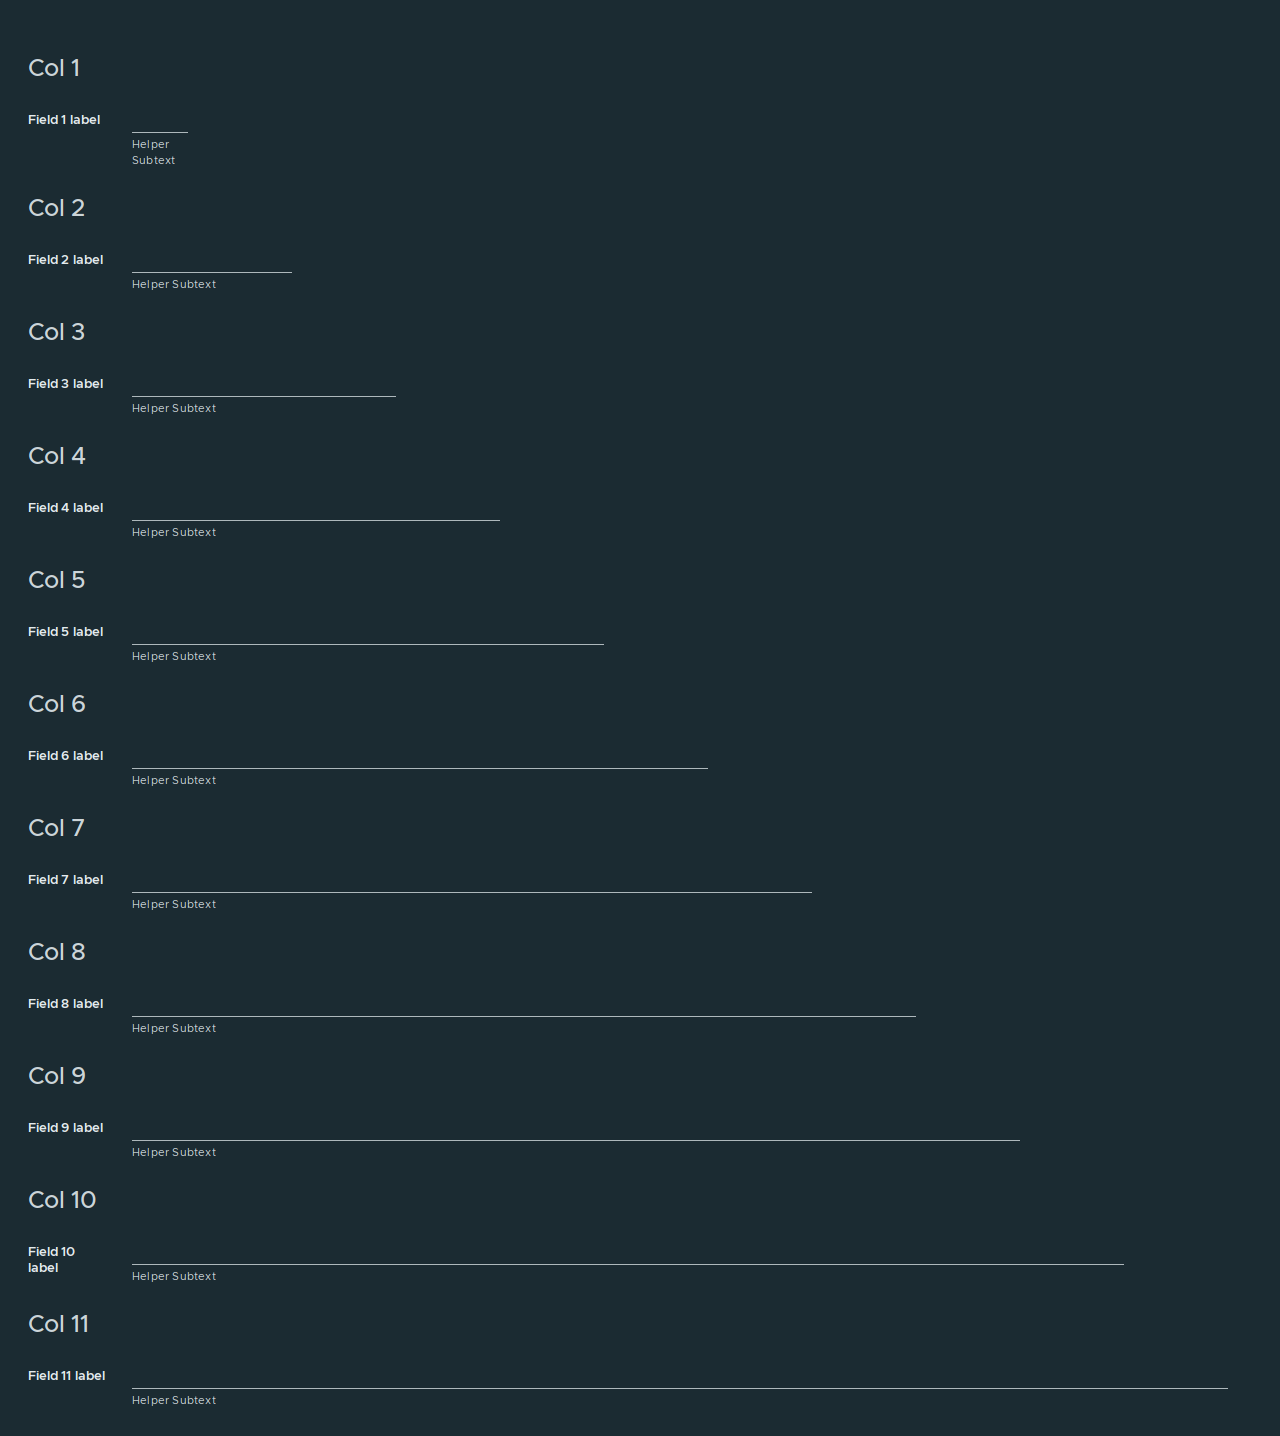 Col 1
Field 1 label
Helper
Subtext
Col 2
Field 2 label
Helper Subtext
Col 3
Field 3 label
Helper Subtext
Col 4
Field 4 label
Helper Subtext
Col 5
Field 5 label
Helper Subtext
Col 6
Field 6 label
Helper Subtext
Col 7
Field 7 label
Helper Subtext
Col 8
Field 8 label
Helper Subtext
Col 9
Field 9 label
Helper Subtext
Col 10
Field 10
label
Helper Subtext
Col 11
Field 11 label
Helper Subtext